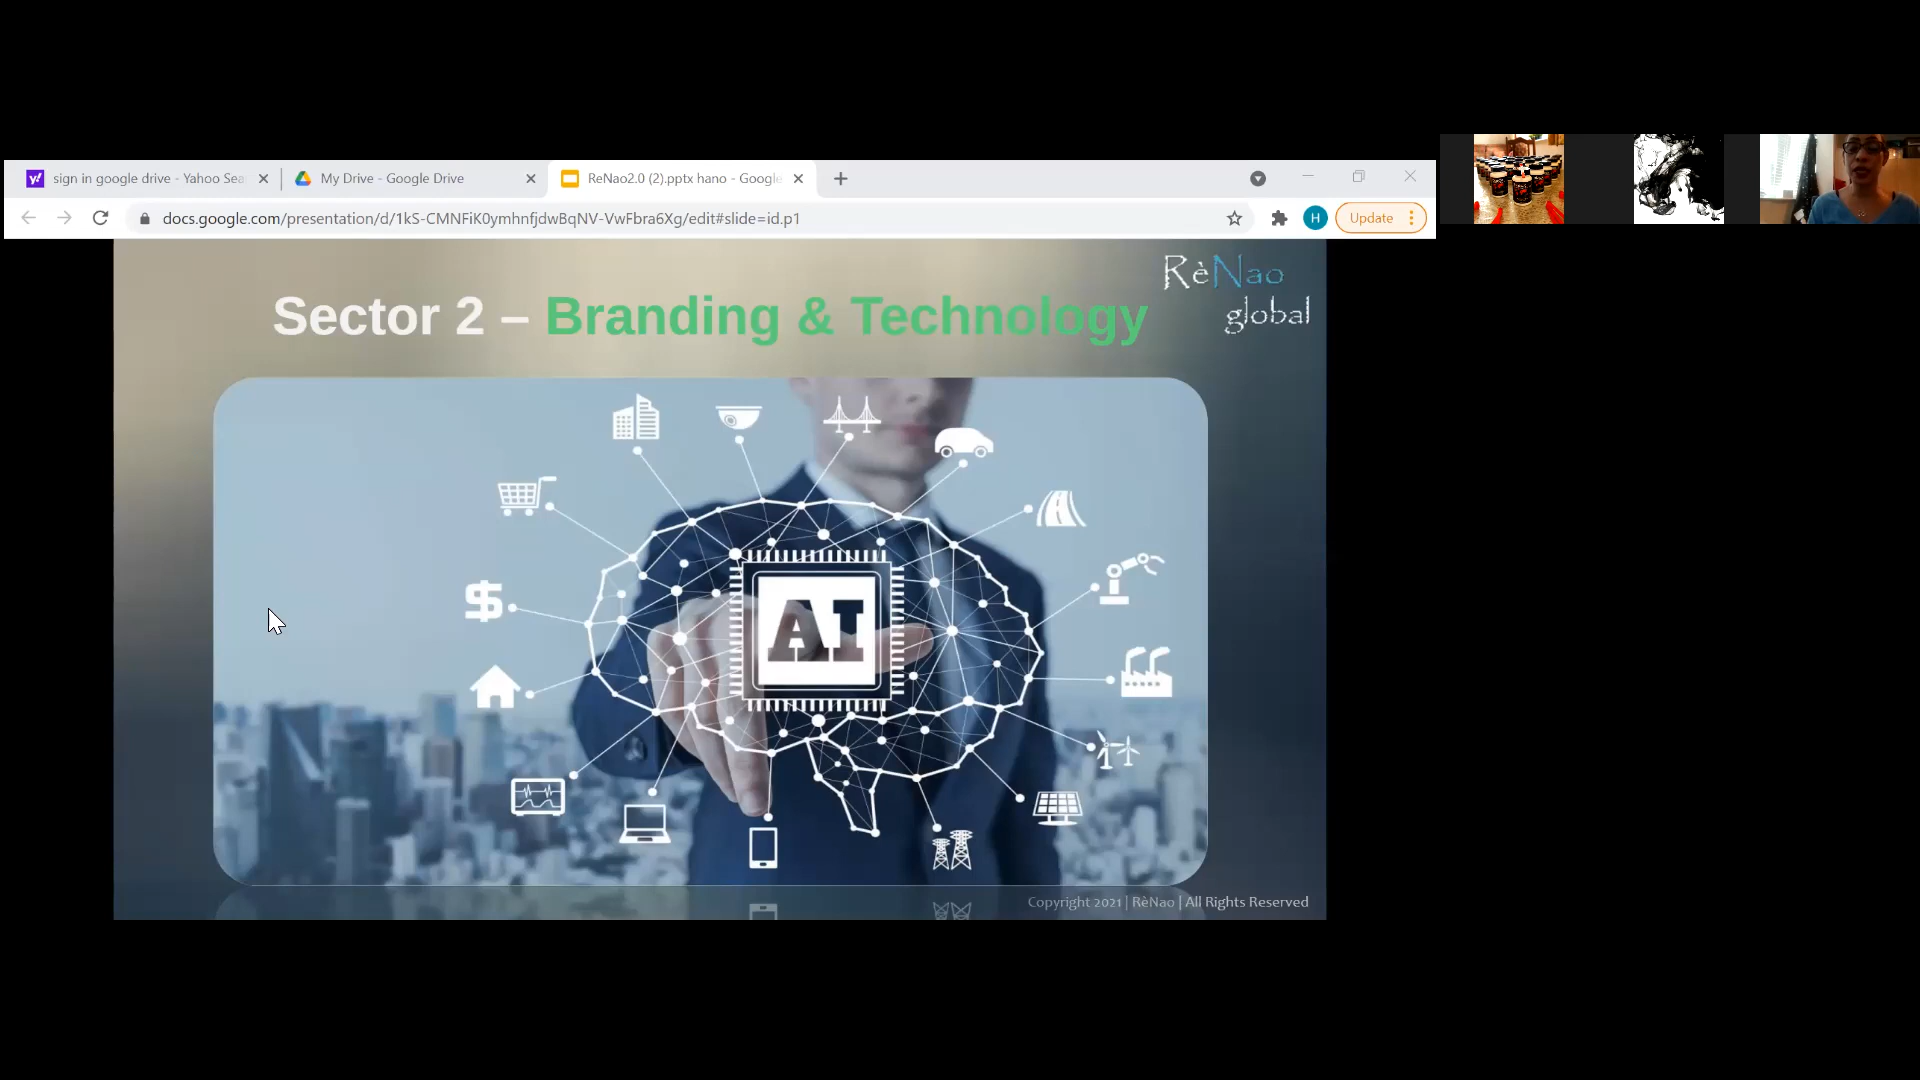 sign in google drive - Yahoo Sea
My Drive - Google Drive
ReNao2.0 (2).pptx hano - Google
docs.google.com/presentation/d/1kS-CMNFiK0ymhnfjdwBqNV-VwFbra6Xg/edit#slide=id.p1
H
Update
RèNao
global
Sector 2 – Branding & Technology
$
AI
Copyright 2021 | RèNao | All Rights Reserved